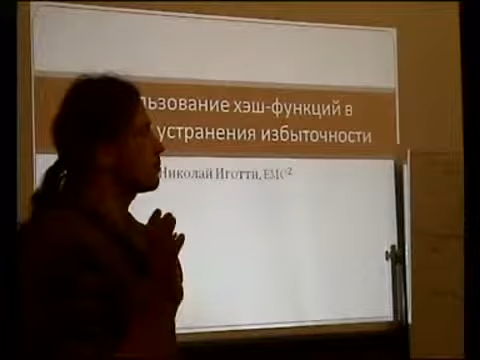 льзование хэш-функций в
устранения избыточности
Николай Иготти, EMC²